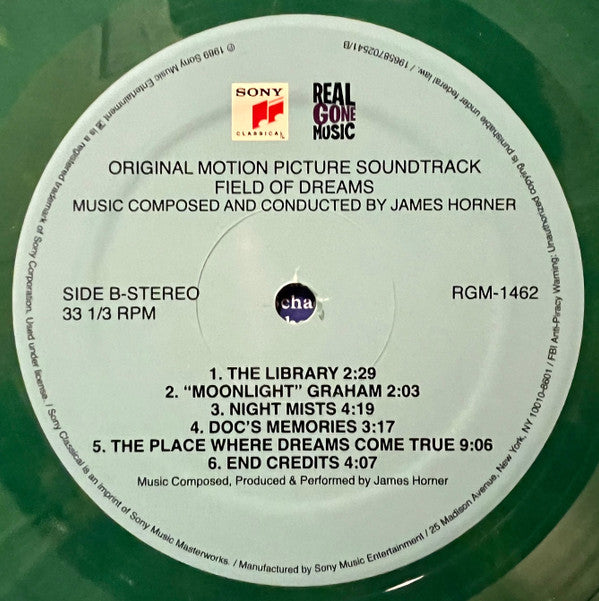 SONY
CLASSICAL
REAL
GONE
MUSIC
ORIGINAL MOTION PICTURE SOUNDTRACK
FIELD OF DREAMS
MUSIC COMPOSED AND CONDUCTED BY JAMES HORNER
SIDE B-STEREO
33 1/3 RPM
RGM-1462
cha
1. THE LIBRARY 2:29
2. “MOONLIGHT” GRAHAM 2:03
3. NIGHT MISTS 4:19
4. DOC'S MEMORIES 3:17
5. THE PLACE WHERE DREAMS COME TRUE 9:06
6. END CREDITS 4:07
Music Composed, Produced & Performed by James Horner
℗ 1989 Sony Music Entertainment. is a registered trademark of Sony Corporation. Used under license. / Sony Classical is an imprint of Sony Music Masterworks. / Manufactured by Sony Music Entertainment / 25 Madison Avenue, New York, NY 10010-8601 / FBI Anti-Piracy Warning: Unauthorized copying is punishable under federal law. / 19658702541/B